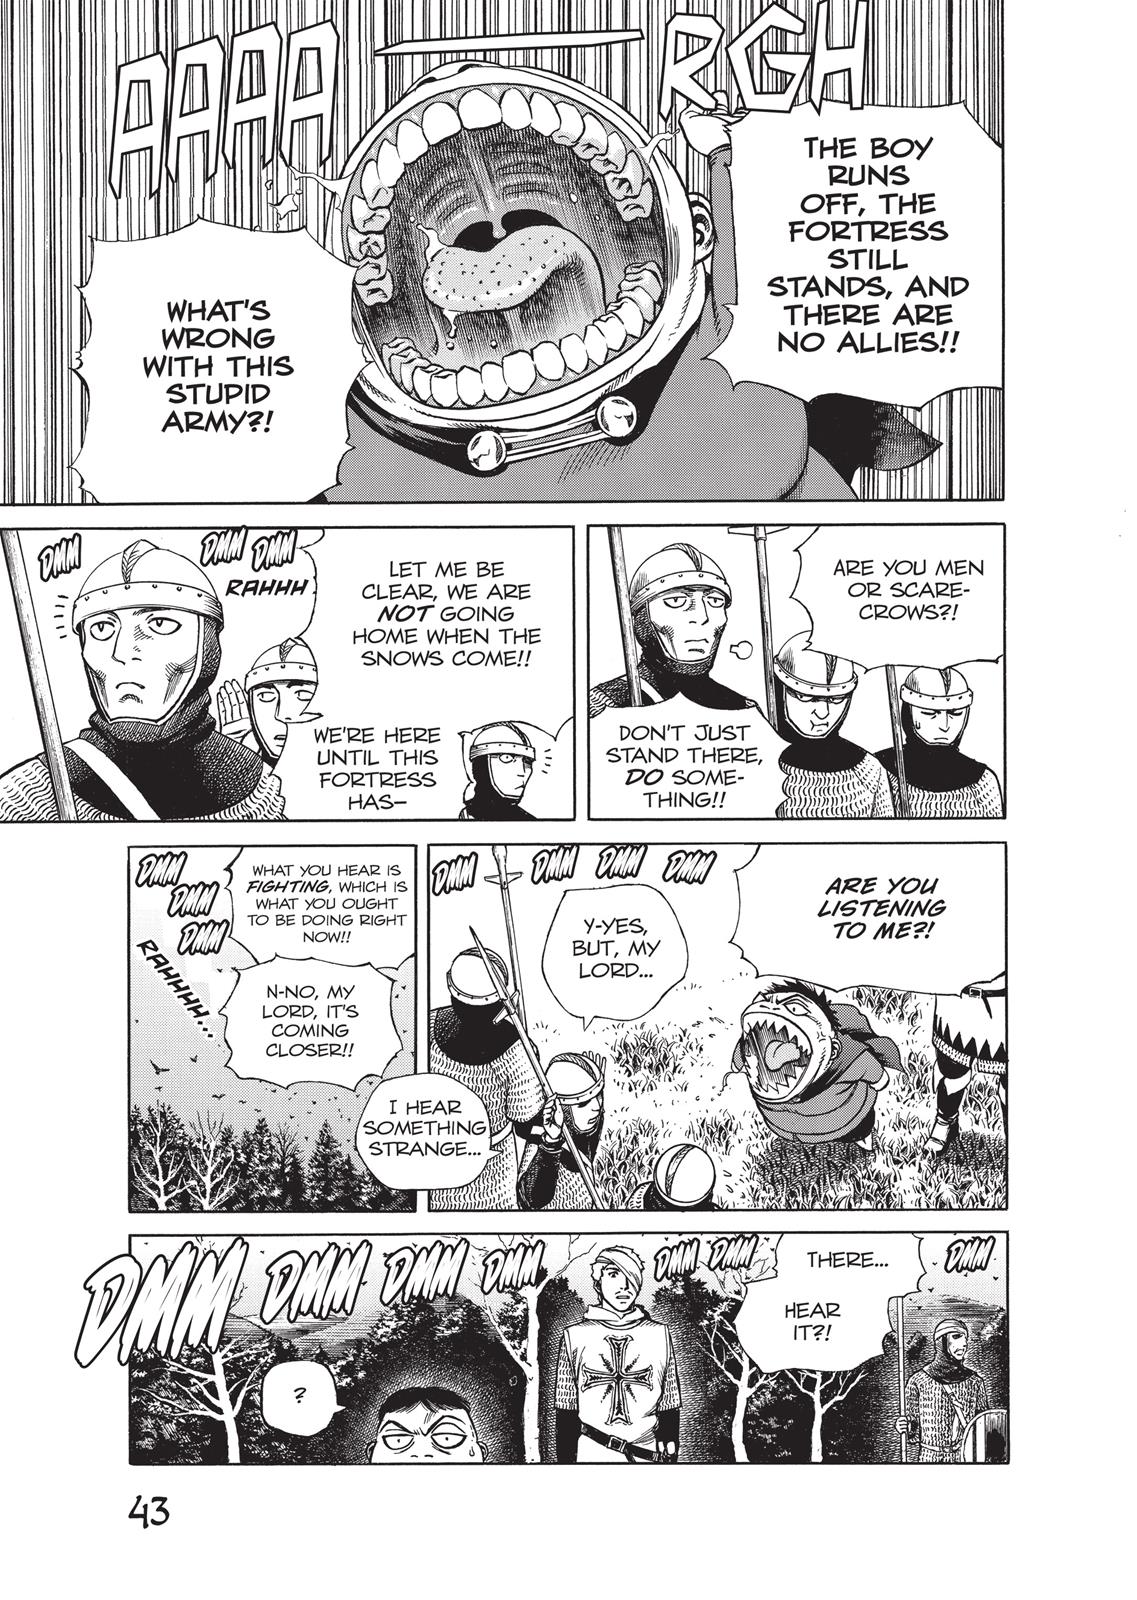 AAAA—RGH
THE BOY
RUNS
OFF, THE
FORTRESS
STILL
STANDS, AND
THERE ARE
NO ALLIES!!
WHAT'S
WRONG
WITH THIS
STUPID
ARMY?!
ARE YOU MEN
OR SCARE-
CROWS?!
DON'T JUST
STAND THERE,
DO SOME-
THING!!
LET ME BE
CLEAR, WE ARE
NOT GOING
HOME WHEN THE
SNOWS COME!!
WE'RE HERE
UNTIL THIS
FORTRESS
HAS—
DMM
DMM
DMM
RAHHH
ARE YOU
LISTENING
TO ME?!
Y-YES,
BUT, MY
LORD...
DMM
DMM
DMM
DMM
I HEAR
SOMETHING
STRANGE...
WHAT YOU HEAR IS
FIGHTING, WHICH IS
WHAT YOU OUGHT
TO BE DOING RIGHT
NOW!!
N-NO, MY
LORD, IT'S
COMING
CLOSER!!
DMM
DMM
DMM
RAHHHH...
DMM
THERE...
HEAR
IT?!
DMM
DMM
DMM
DMM
DMM
DMM
?
43